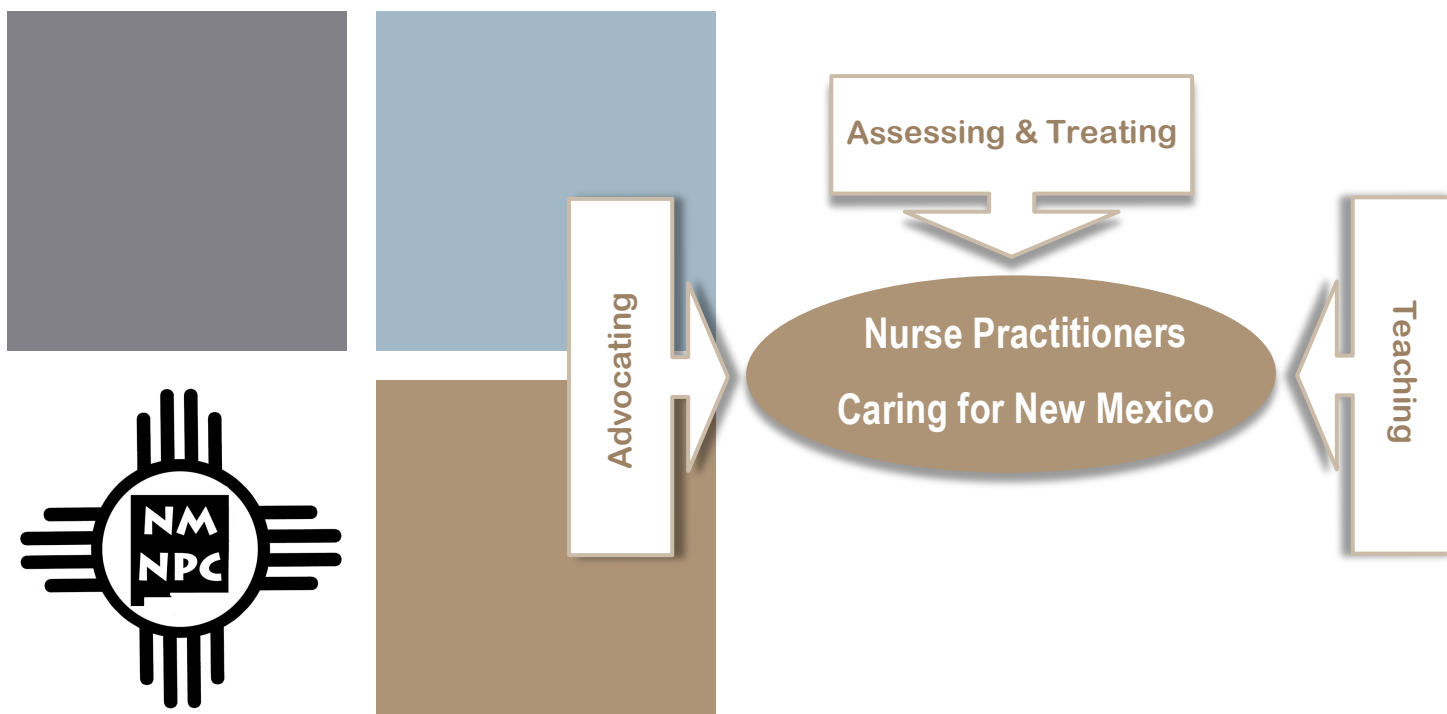 Assessing & Treating
Advocating
Nurse Practitioners
Caring for New Mexico
Teaching
NM
NPC